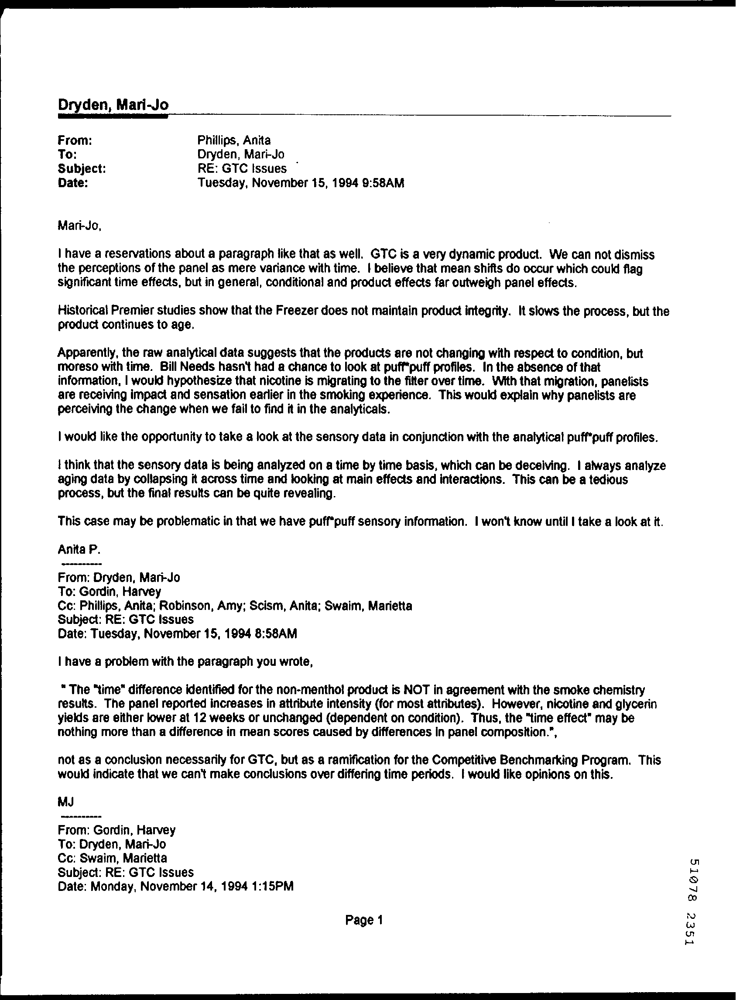 Dryden, Mari-Jo
From: Phillips, Anita
To: Dryden, Mari-Jo
Subject: RE: GTC Issues
Date: Tuesday, November 15, 1994 9:58AM
Mari-Jo,
I have a reservations about a paragraph like that as well. GTC is a very dynamic product. We can not dismiss
the perceptions of the panel as mere variance with time. I believe that mean shifts do occur which could flag
significant time effects, but in general, conditional and product effects far outweigh panel effects.
Historical Premier studies show that the Freezer does not maintain product integrity. It slows the process, but the
product continues to age.
Apparently, the raw analytical data suggests that the products are not changing with respect to condition, but
moreso with time. Bill Needs hasn't had a chance to look at puff*puff profiles. In the absence of that
information, I would hypothesize that nicotine is migrating to the filter over time. With that migration, panelists
are receiving impact and sensation earlier in the smoking experience. This would explain why panelists are
perceiving the change when we fail to find it in the analyticals.
I would like the opportunity to take a look at the sensory data in conjunction with the analytical puff*puff profiles.
I think that the sensory data is being analyzed on a time by time basis, which can be deceiving. I always analyze
aging data by collapsing it across time and looking at main effects and interactions. This can be a tedious
process, but the final results can be quite revealing.
This case may be problematic in that we have puff*puff sensory information. I won't know until I take a look at it.
Anita P.
----------
From: Dryden, Mari-Jo
To: Gordin, Harvey
Cc: Phillips, Anita; Robinson, Amy; Scism, Anita; Swaim, Marietta
Subject: RE: GTC Issues
Date: Tuesday, November 15, 1994 8:58AM
I have a problem with the paragraph you wrote,
" The "time" difference identified for the non-menthol product is NOT in agreement with the smoke chemistry
results. The panel reported increases in attribute intensity (for most attributes). However, nicotine and glycerin
yields are either lower at 12 weeks or unchanged (dependent on condition). Thus, the "time effect" may be
nothing more than a difference in mean scores caused by differences in panel composition.",
not as a conclusion necessarily for GTC, but as a ramification for the Competitive Benchmarking Program. This
would indicate that we can't make conclusions over differing time periods. I would like opinions on this.
MJ
----------
From: Gordin, Harvey
To: Dryden, Mari-Jo
Cc: Swaim, Marietta
Subject: RE: GTC Issues
Date: Monday, November 14, 1994 1:15PM
Page 1
51078 2351